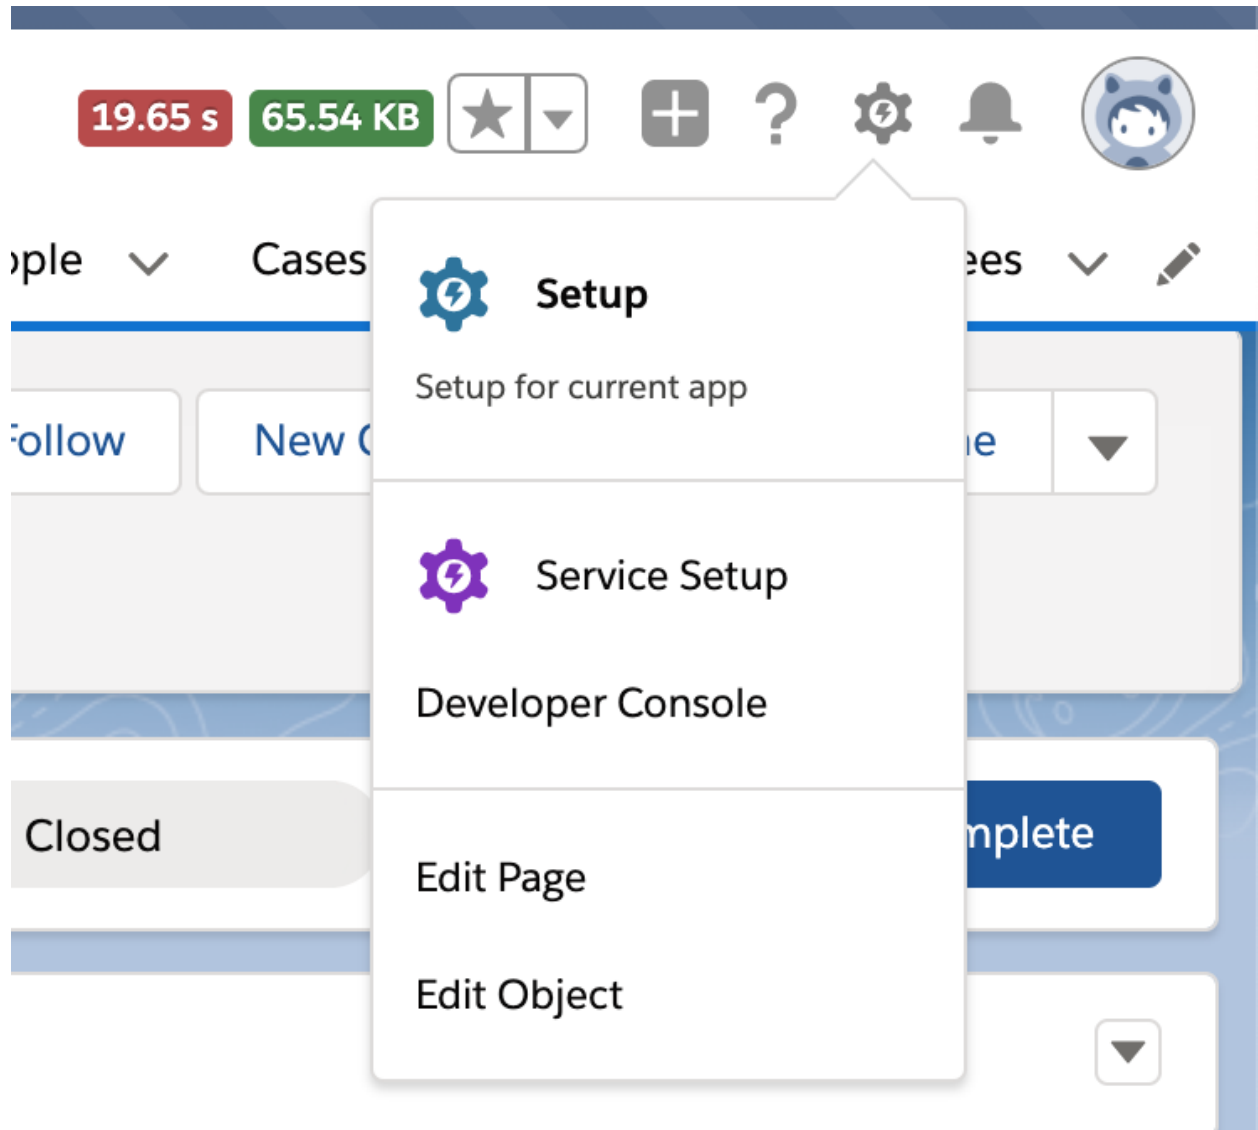 19.65 s 65.54 KB
Cases
Setup
Setup for current app
New
Service Setup
Developer Console
Closed
Edit Page
Edit Object